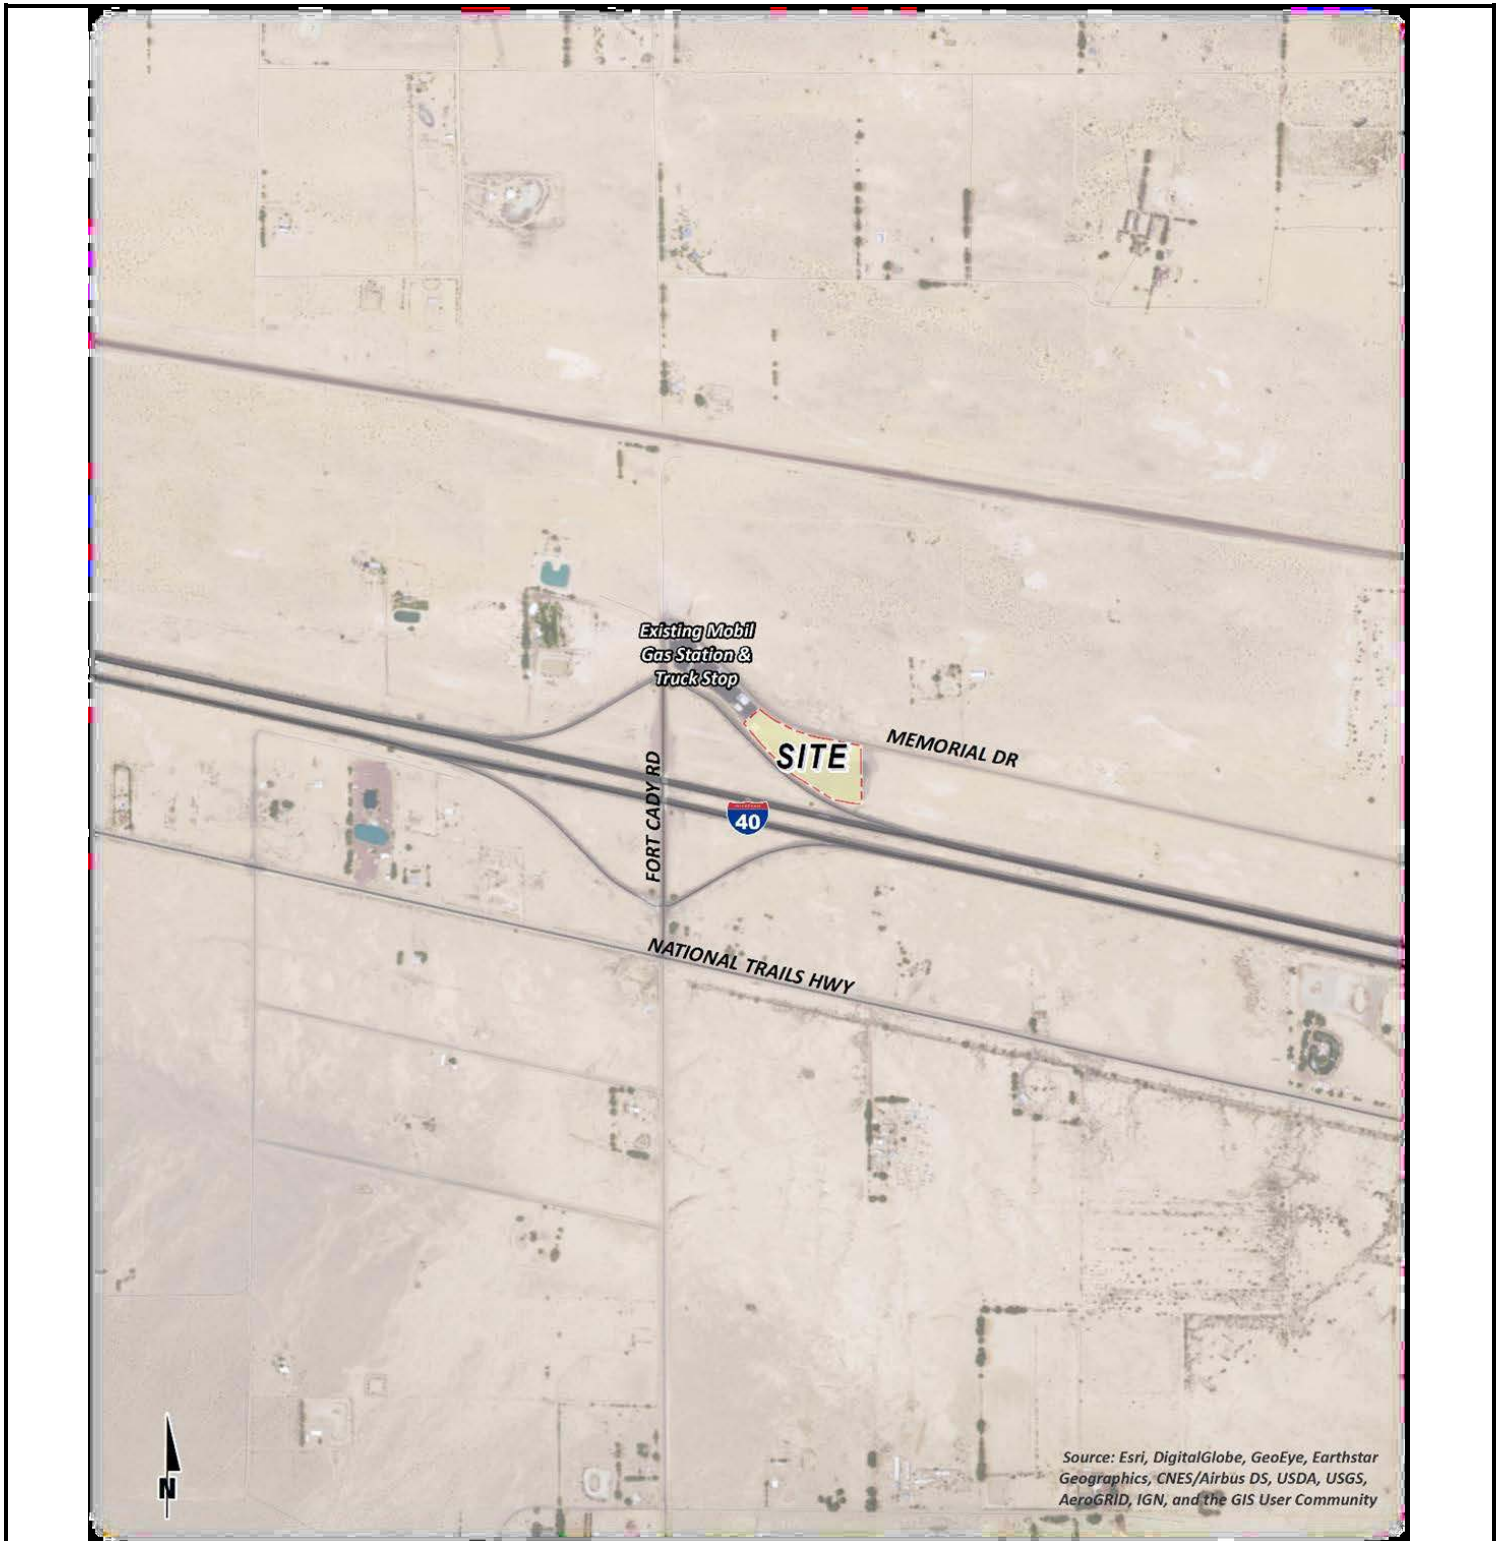 Existing Mobil
Gas Station &
Truck Stop
SITE
MEMORIAL DR
FORT CADY RD
40
NATIONAL TRAILS HWY
N
Source: Esri, DigitalGlobe, GeoEye, Earthstar
Geographics, CNES/Airbus DS, USDA, USGS,
AeroGRID, IGN, and the GIS User Community